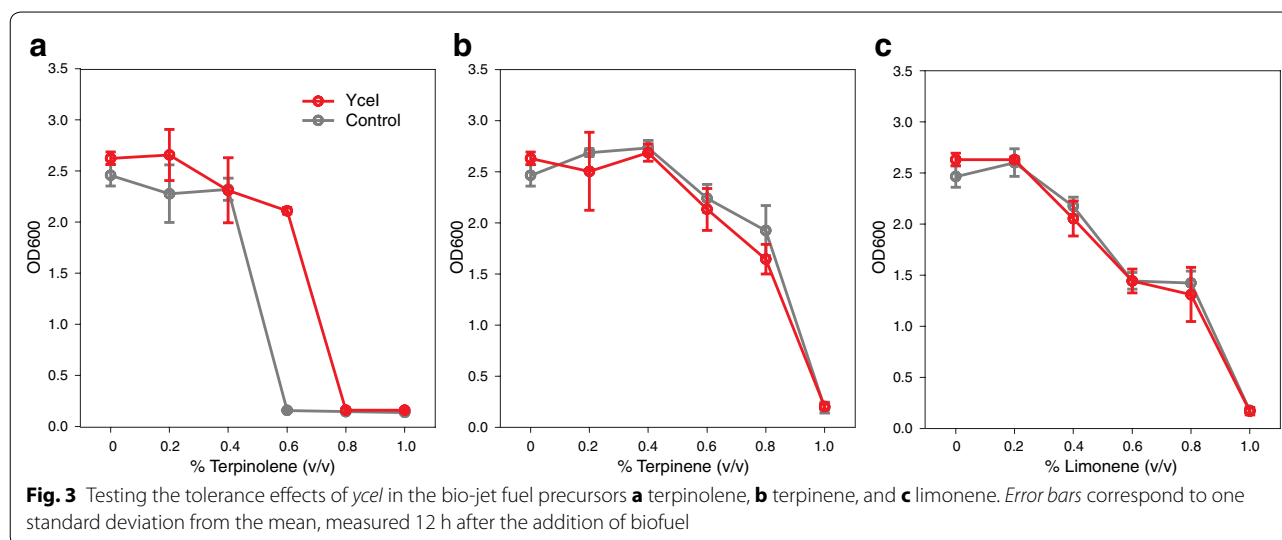 a
b
c
3.5
3.0
2.5
2.0
1.5
1.0
0.5
0.0
OD600
YceI
Control
0 0.2 0.4 0.6 0.8 1.0
% Terpinolene (v/v)
3.5
3.0
2.5
2.0
1.5
1.0
0.5
0.0
OD600
0 0.2 0.4 0.6 0.8 1.0
% Terpinene (v/v)
3.5
3.0
2.5
2.0
1.5
1.0
0.5
0.0
OD600
0 0.2 0.4 0.6 0.8 1.0
% Limonene (v/v)
Fig. 3 Testing the tolerance effects of yceI in the bio-jet fuel precursors a terpinolene, b terpinene, and c limonene. Error bars correspond to one
standard deviation from the mean, measured 12 h after the addition of biofuel